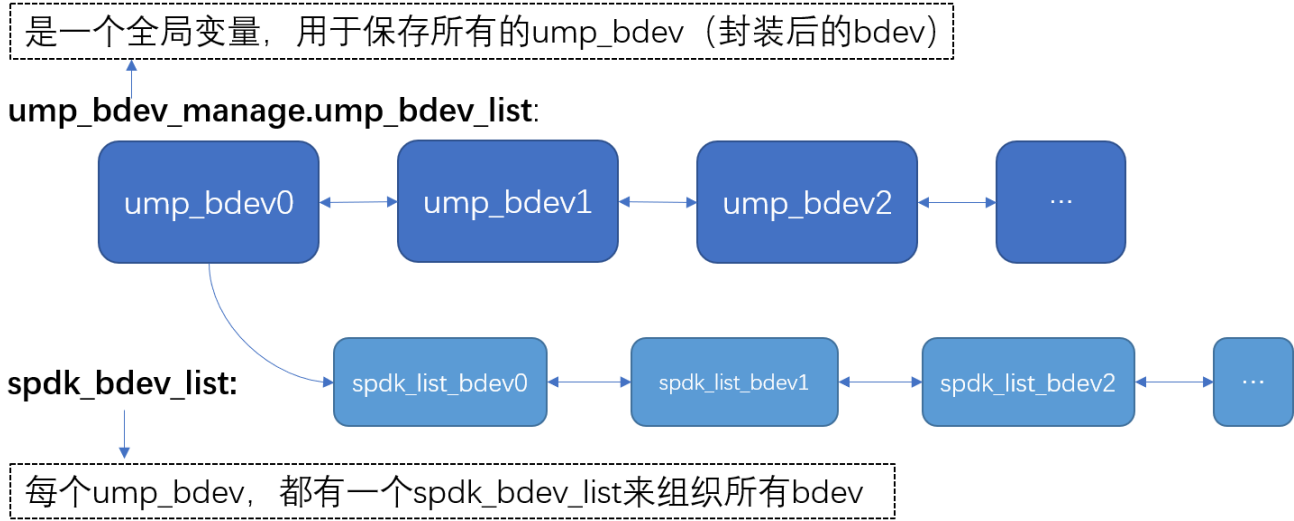 是一个全局变量，用于保存所有的ump_bdev（封装后的bdev）
ump_bdev_manage.ump_bdev_list:
ump_bdev0
ump_bdev1
ump_bdev2
...
spdk_list_bdev0
spdk_list_bdev1
spdk_list_bdev2
...
spdk_bdev_list:
每个ump_bdev，都有一个spdk_bdev_list来组织所有bdev